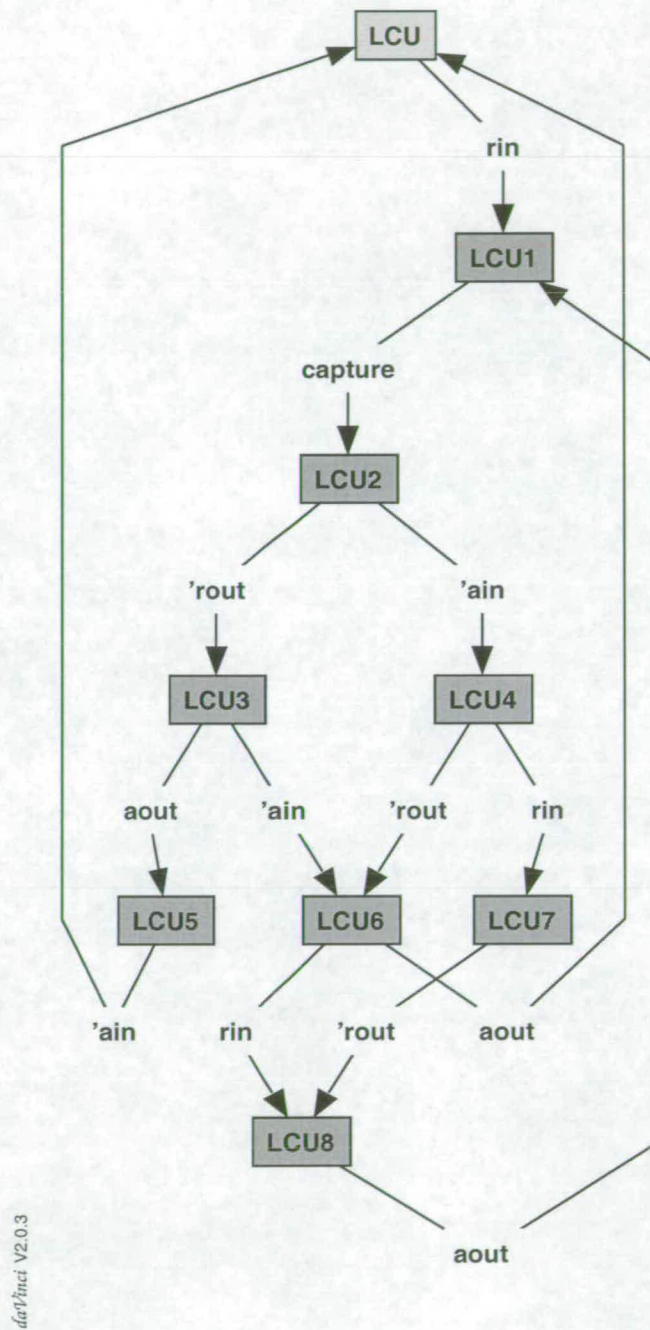 LCU
rin
LCU1
capture
LCU2
'rout 'ain
LCU3 LCU4
aout 'ain 'rout rin
LCU5 LCU6 LCU7
'ain rin 'rout aout
LCU8
aout
daVinci V2.0.3